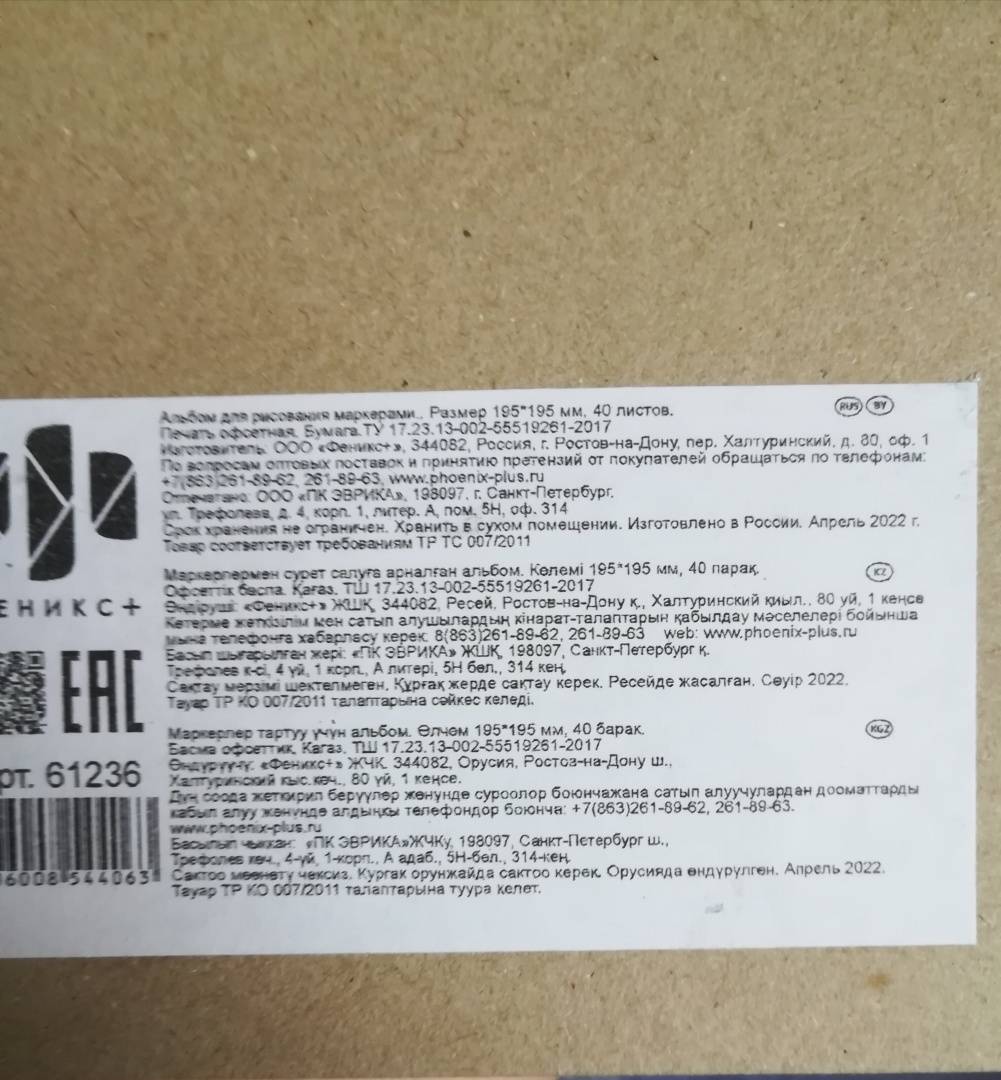 Альбом для рисования маркерами.. Размер 195*195 мм, 40 листов.
RUS BY
Печать офсетная. Бумага.ТУ 17.23.13-002-55519261-2017
Изготовитель: ООО «Феникс+», 344082, Россия, г. Ростов-на-Дону, пер. Халтуринский, д. 80, оф. 1
По вопросам оптовых поставок и принятию претензий от покупателей обращаться по телефонам:
+7(863)261-89-62, 261-89-63, www.phoenix-plus.ru
Отпечатано: ООО «ПК ЭВРИКА», 198097, г. Санкт-Петербург,
ул. Трефолева, д. 4, корп. 1, литер. А, пом. 5Н, оф. 314
Срок хранения не ограничен. Хранить в сухом помещении. Изготовлено в России. Апрель 2022 г.
Товар соответствует требованиям ТР ТС 007/2011
Маркерлермен сурет салуға арналған альбом. Көлемі 195*195 мм, 40 парақ.
KZ
Офсеттік баспа. Қағаз. ТШ 17.23.13-002-55519261-2017
Өндіруші: «Феникс+» ЖШҚ, 344082, Ресей, Ростов-на-Дону қ., Халтуринский қиыл., 80 үй, 1 кеңсе
Көтерме жеткізілім мен сатып алушылардың кінарат-талаптарын қабылдау мәселелері бойынша
мына телефонға хабарласу керек: 8(863)261-89-62, 261-89-63 web: www.phoenix-plus.ru
Басып шығарылған жері: «ПК ЭВРИКА» ЖШҚ, 198097, Санкт-Петербург қ.
Трефолев к-сі, 4 үй, 1 корп., А литері, 5Н бөл., 314 кең.
Сақтау мерзімі шектелмеген. Құрғақ жерде сақтау керек. Ресейде жасалған. Сәуір 2022.
Тауар ТР КО 007/2011 талаптарына сәйкес келеді.
Маркерлер тартуу үчүн альбом. Өлчөм 195*195 мм, 40 барак.
KGZ
Басма офсеттик. Кагаз. ТШ 17.23.13-002-55519261-2017
Өндүрүүчү: «Феникс+» ЖЧК, 344082, Орусия, Ростов-на-Дону ш.,
Халтуринский кыс.көч., 80 үй, 1 кеңсе.
Дүң соода жеткирип берүүлөр жөнүндө суроолор боюнчажана сатып алуучулардан дооматтарды
кабыл алуу жөнүндө алдыңкы телефондор боюнча: +7(863)261-89-62, 261-89-63.
www.phoenix-plus.ru
Басылып чыккан: «ПК ЭВРИКА»ЖЧКу, 198097, Санкт-Петербург ш.,
Трефолев көч., 4-үй, 1-корп., А адаб., 5Н-бөл., 314-кең.
Сактоо мөөнөтү чексиз. Кургак орунжайда сактоо керек. Орусияда өндүрүлгөн. Апрель 2022.
Тауар ТР КО 007/2011 талаптарына туура келет.
ЕНИКС+
EAC
рт. 61236
6008 544063